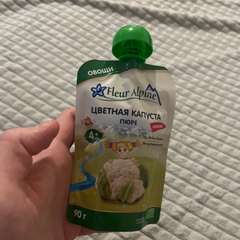 ОВОЩИ
Fleur Alpine
ЦВЕТНАЯ КАПУСТА
ПЮРЕ
4+
90 г